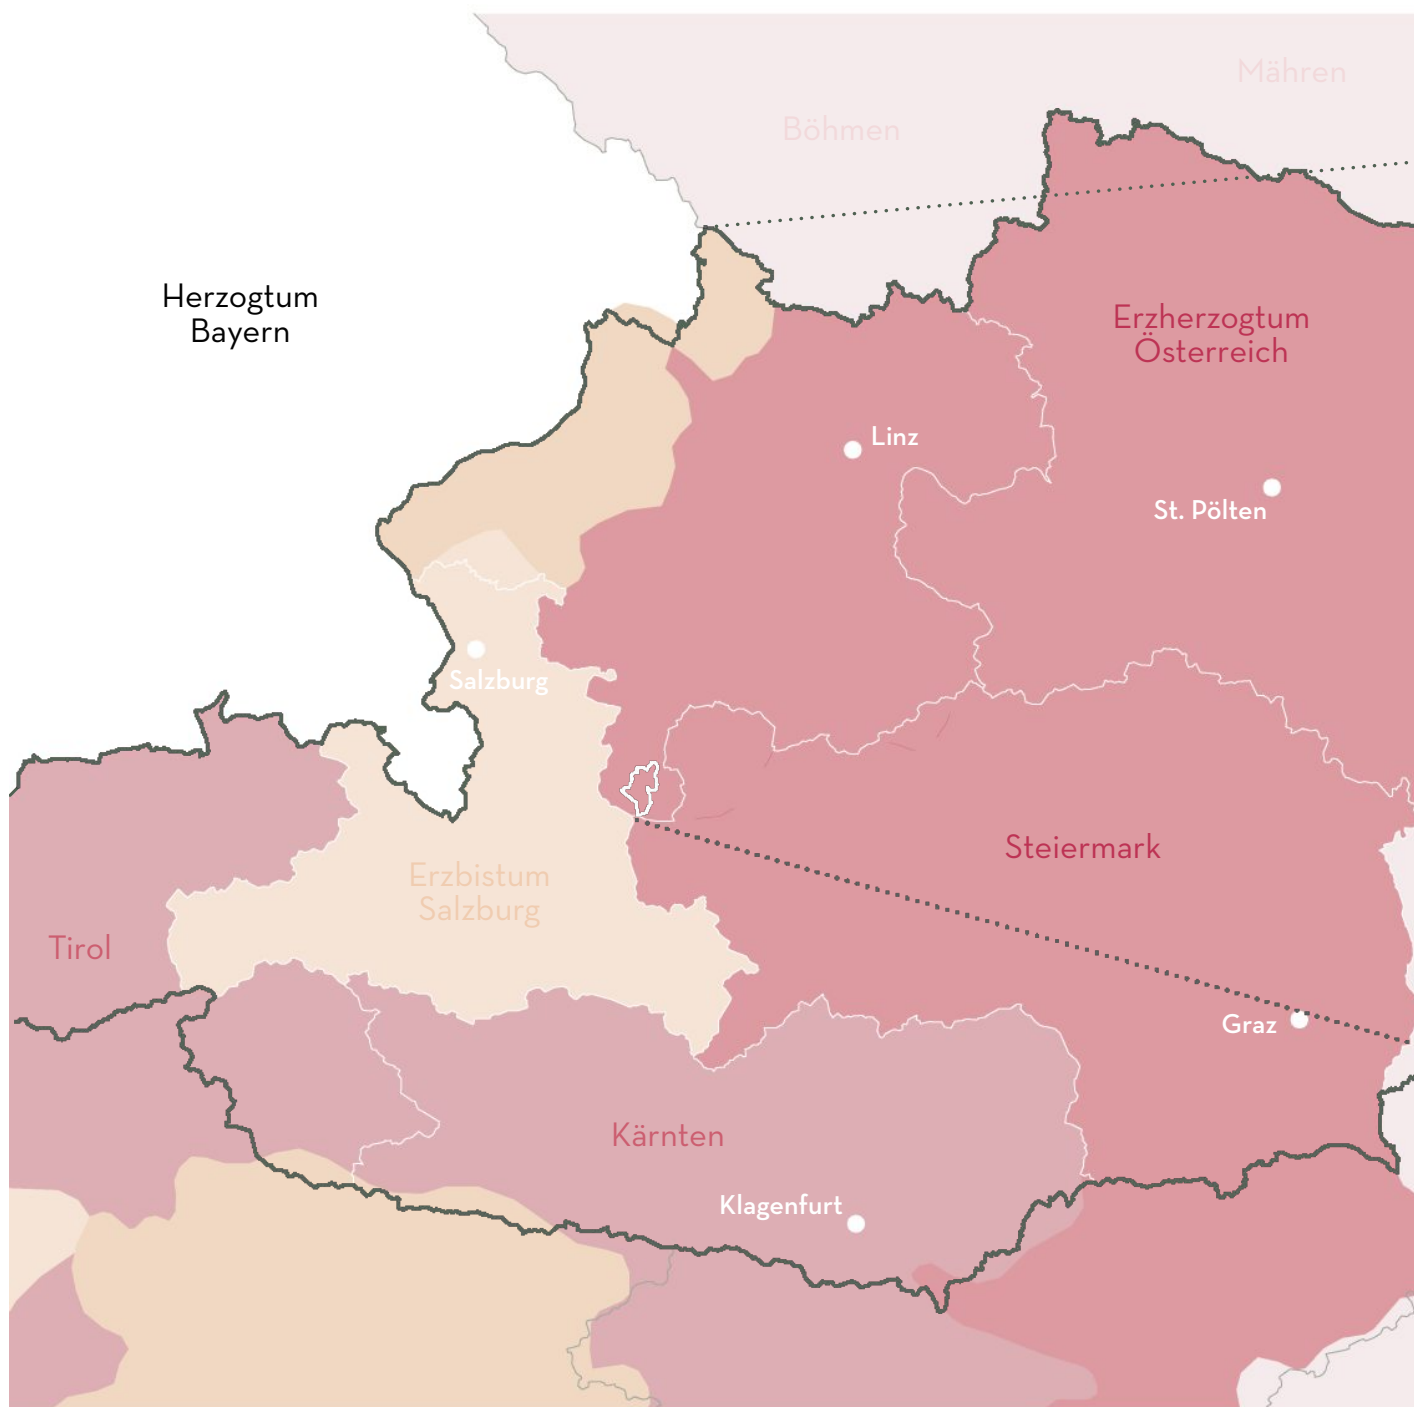 Mähren
Böhmen
Herzogtum
Bayern
Erzherzogtum
Österreich
Linz
St. Pölten
Salzburg
Steiermark
Erzbistum
Salzburg
Tirol
Graz
Kärnten
Klagenfurt